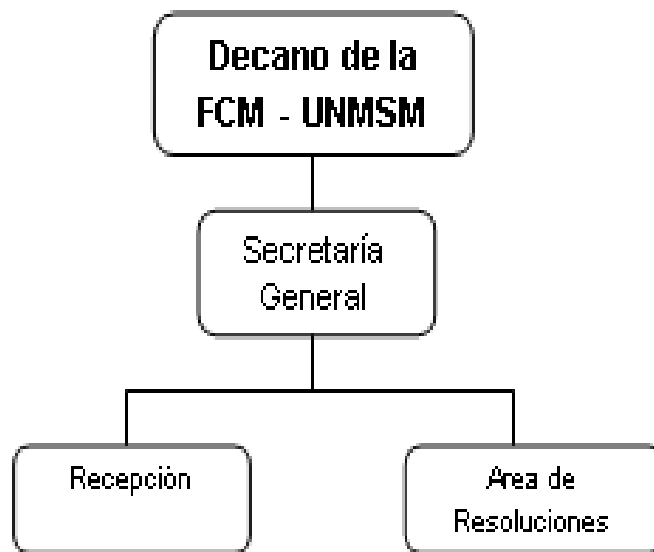 Decano de la
FCM - UNMSM
Secretaría
General
Recepción
Area de
Resoluciones